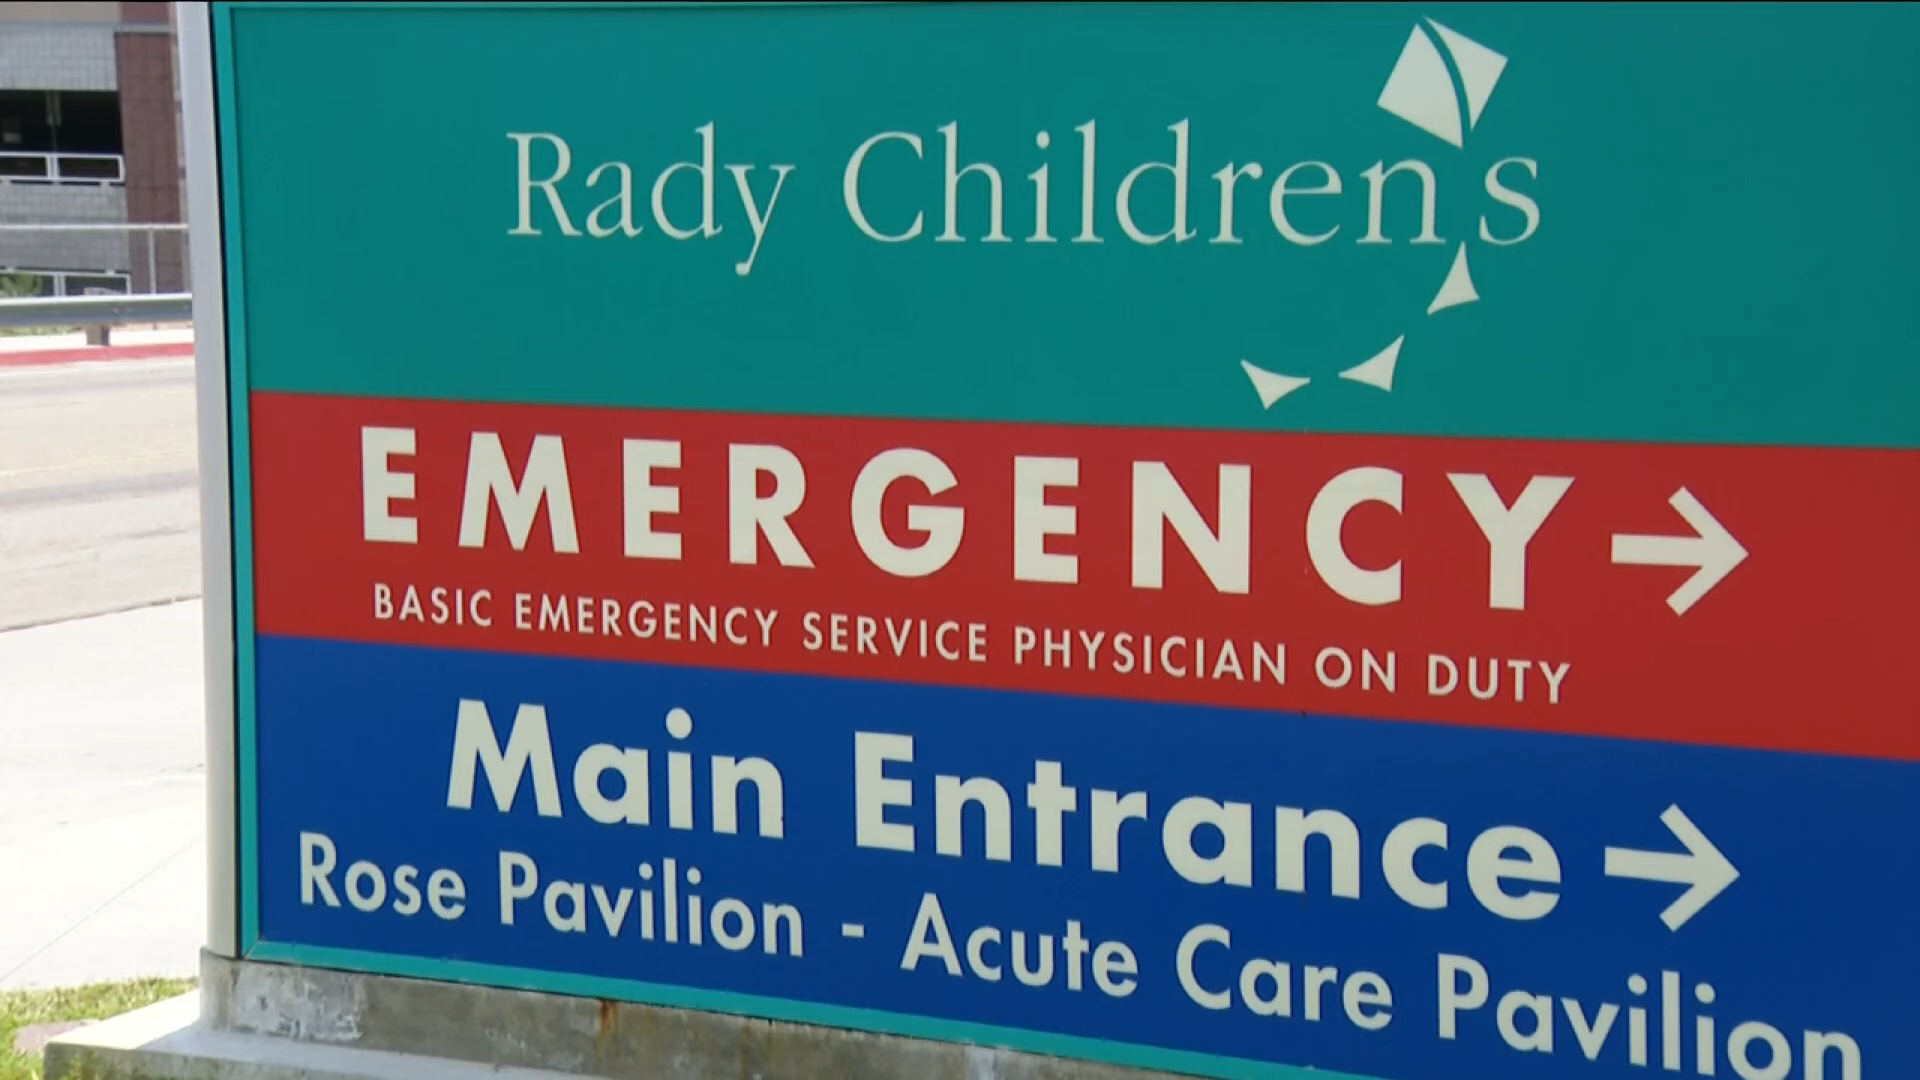 Rady Children's
EMERGENCY →
BASIC EMERGENCY SERVICE PHYSICIAN ON DUTY
Main Entrance →
Rose Pavilion - Acute Care Pavilion